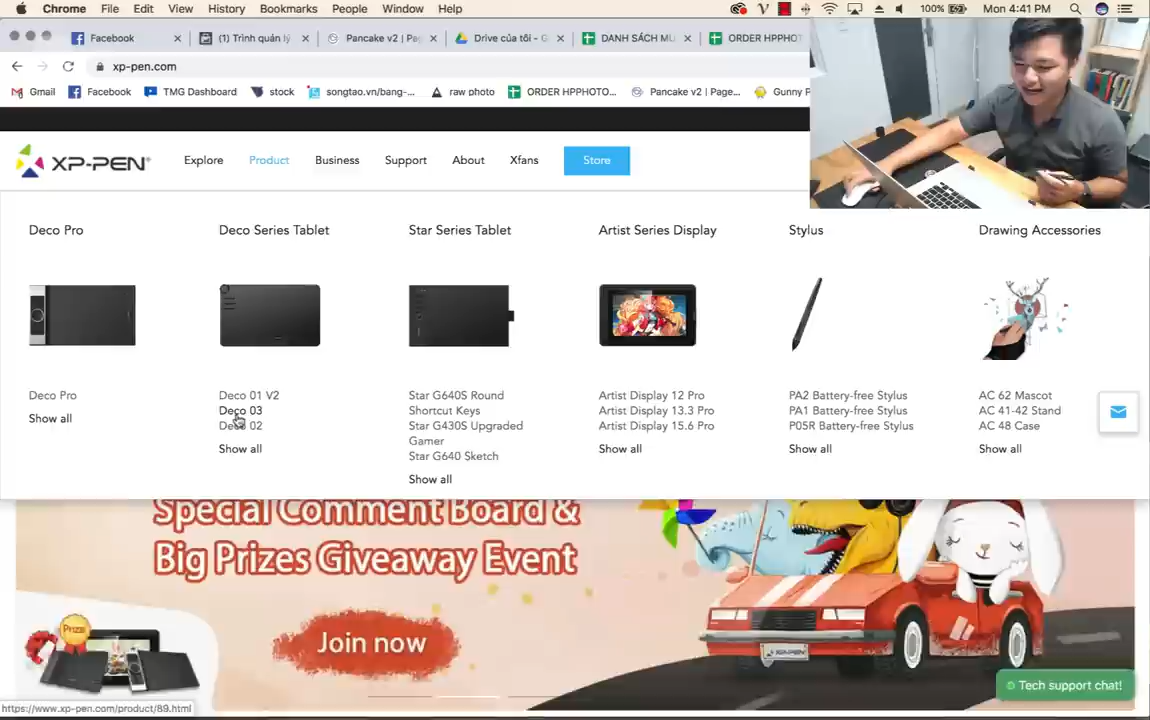 Chrome File Edit View History Bookmarks People Window Help 100% Mon 4:41 PM
Facebook (1) Trình quản lý Pancake v2 | Pag Drive của tôi - G DANH SÁCH MU ORDER HPPHOT
xp-pen.com
Gmail Facebook TMG Dashboard stock songtao.vn/bang-... raw photo ORDER HPPHOTO... Pancake v2 | Page... Gunny P
XP-PEN Explore Product Business Support About Xfans Store
Deco Pro Deco Series Tablet Star Series Tablet Artist Series Display Stylus Drawing Accessories
Deco Pro Deco 01 V2 Star G640S Round Artist Display 12 Pro PA2 Battery-free Stylus AC 62 Mascot
Deco 03 Shortcut Keys Artist Display 13.3 Pro PA1 Battery-free Stylus AC 41-42 Stand
Show all Deco 02 Star G430S Upgraded Artist Display 15.6 Pro P05R Battery-free Stylus AC 48 Case
Gamer
Show all Star G640 Sketch Show all Show all Show all
Show all
Special Comment Board &
Big Prizes Giveaway Event
Prize
Join now
XP-PEN
Tech support chat!
https://www.xp-pen.com/product/89.html